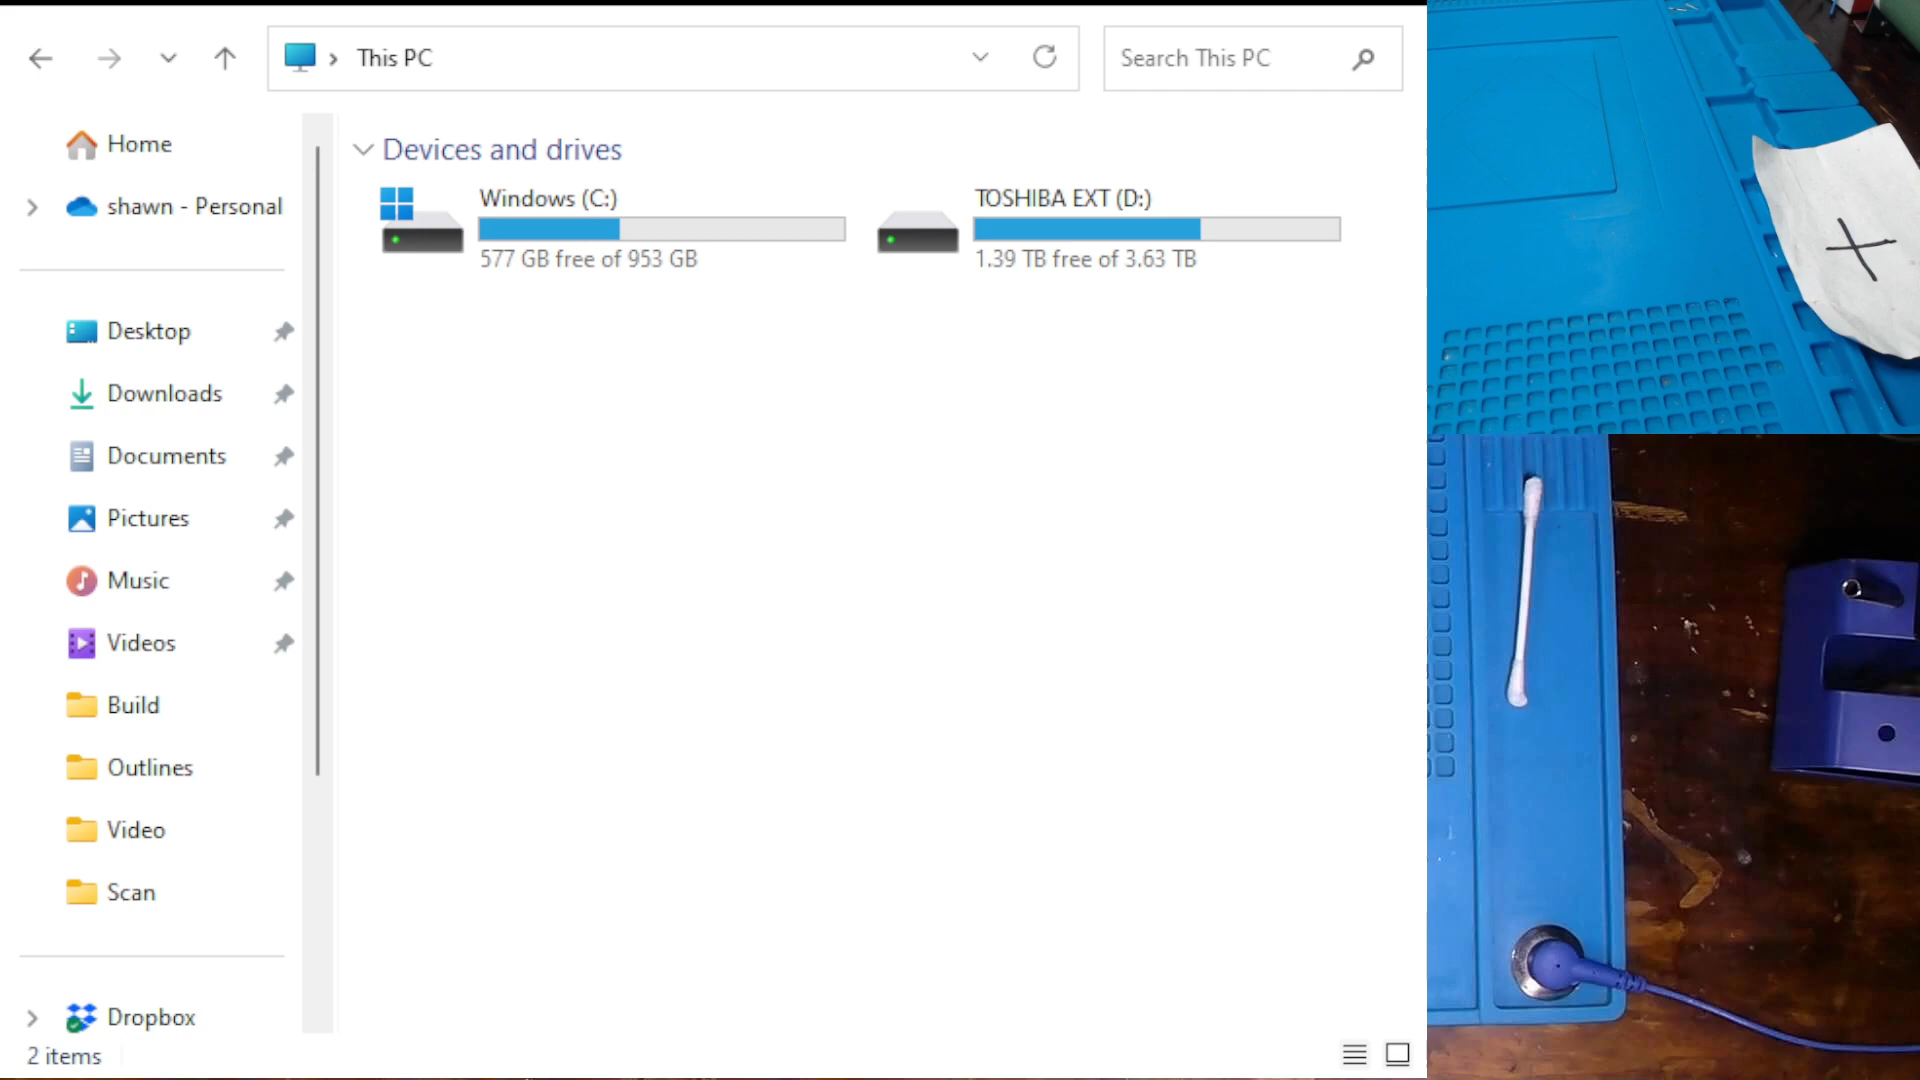 This PC
Search This PC
Home
shawn - Personal
Desktop
Downloads
Documents
Pictures
Music
Videos
Build
Outlines
Video
Scan
Dropbox
2 items
Devices and drives
Windows (C:)
577 GB free of 953 GB
TOSHIBA EXT (D:)
1.39 TB free of 3.63 TB